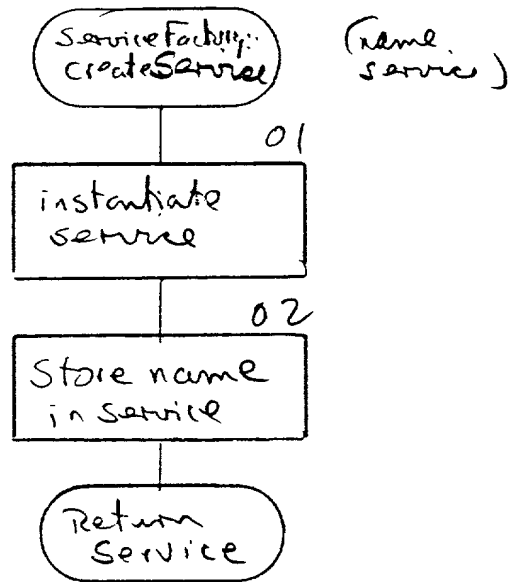 ServiceFactory::
createService
(name
service)
01
instantiate
service
02
Store name
in service
Return
Service